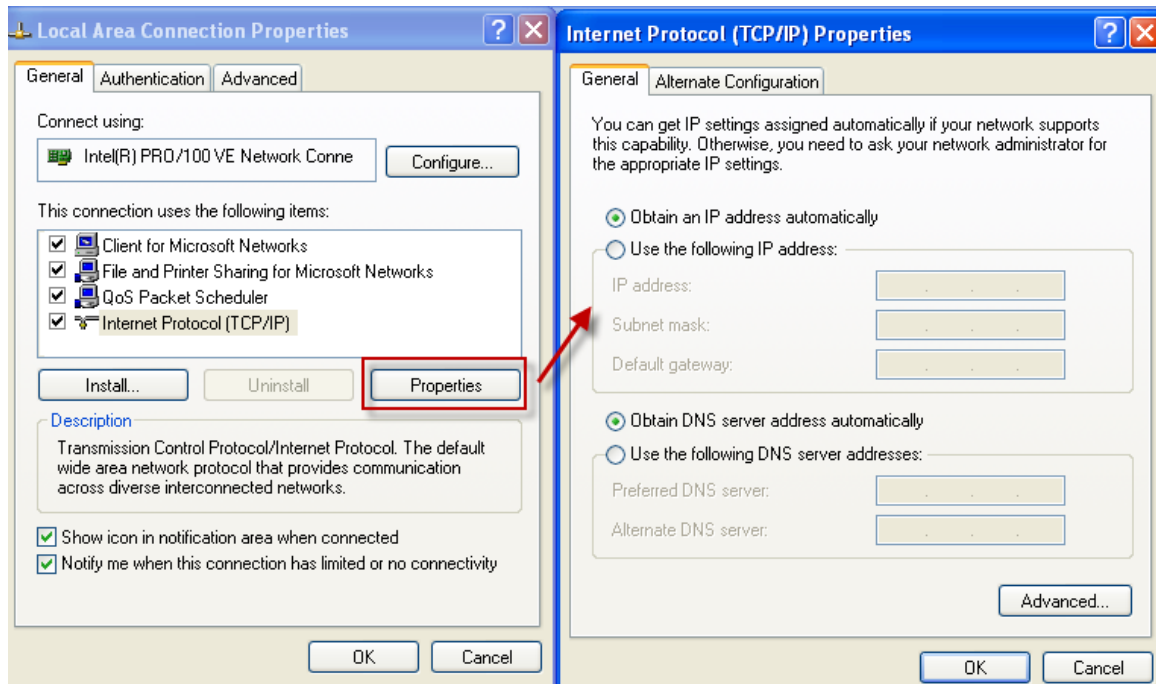 Local Area Connection Properties
General Authentication Advanced
Connect using:
Intel(R) PRO/100 VE Network Conne
Configure...
This connection uses the following items:
Client for Microsoft Networks
File and Printer Sharing for Microsoft Networks
QoS Packet Scheduler
Internet Protocol (TCP/IP)
Install... Uninstall Properties
Description
Transmission Control Protocol/Internet Protocol. The default
wide area network protocol that provides communication
across diverse interconnected networks.
Show icon in notification area when connected
Notify me when this connection has limited or no connectivity
OK Cancel
Internet Protocol (TCP/IP) Properties
General Alternate Configuration
You can get IP settings assigned automatically if your network supports
this capability. Otherwise, you need to ask your network administrator for
the appropriate IP settings.
Obtain an IP address automatically
Use the following IP address:
IP address:
Subnet mask:
Default gateway:
Obtain DNS server address automatically
Use the following DNS server addresses:
Preferred DNS server:
Alternate DNS server:
Advanced...
OK Cancel